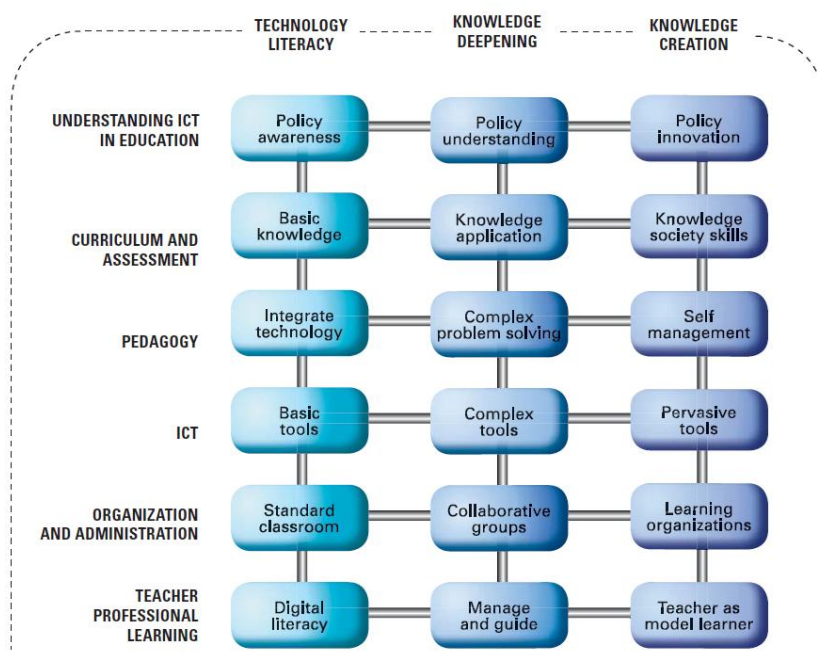 TECHNOLOGY
LITERACY
KNOWLEDGE
DEEPENING
KNOWLEDGE
CREATION
UNDERSTANDING ICT
IN EDUCATION
Policy
awareness
Policy
understanding
Policy
innovation
CURRICULUM AND
ASSESSMENT
Basic
knowledge
Knowledge
application
Knowledge
society skills
PEDAGOGY
Integrate
technology
Complex
problem solving
Self
management
ICT
Basic
tools
Complex
tools
Pervasive
tools
ORGANIZATION
AND ADMINISTRATION
Standard
classroom
Collaborative
groups
Learning
organizations
TEACHER
PROFESSIONAL
LEARNING
Digital
literacy
Manage
and guide
Teacher as
model learner